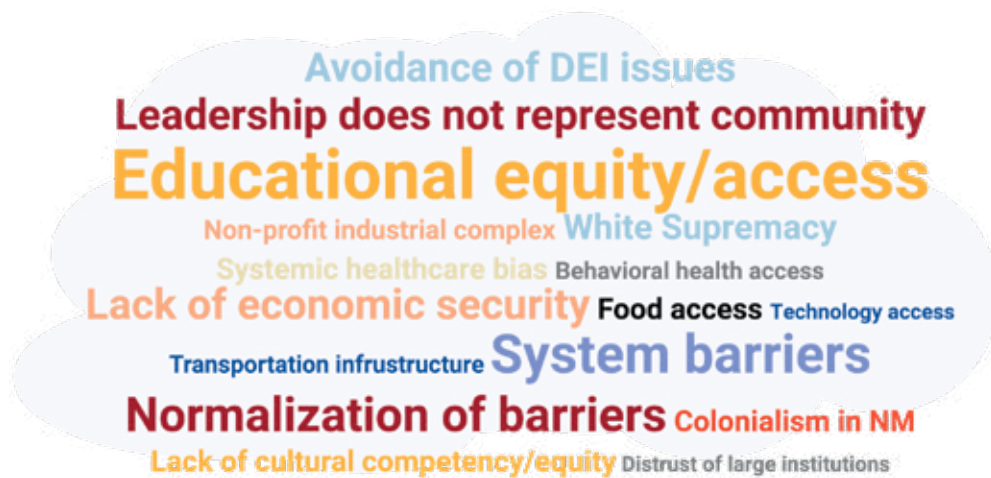 Avoidance of DEI issues
Leadership does not represent community
Educational equity/access
Non-profit industrial complex White Supremacy
Systemic healthcare bias Behavioral health access
Lack of economic security Food access Technology access
Transportation infrustructure System barriers
Normalization of barriers Colonialism in NM
Lack of cultural competency/equity Distrust of large institutions